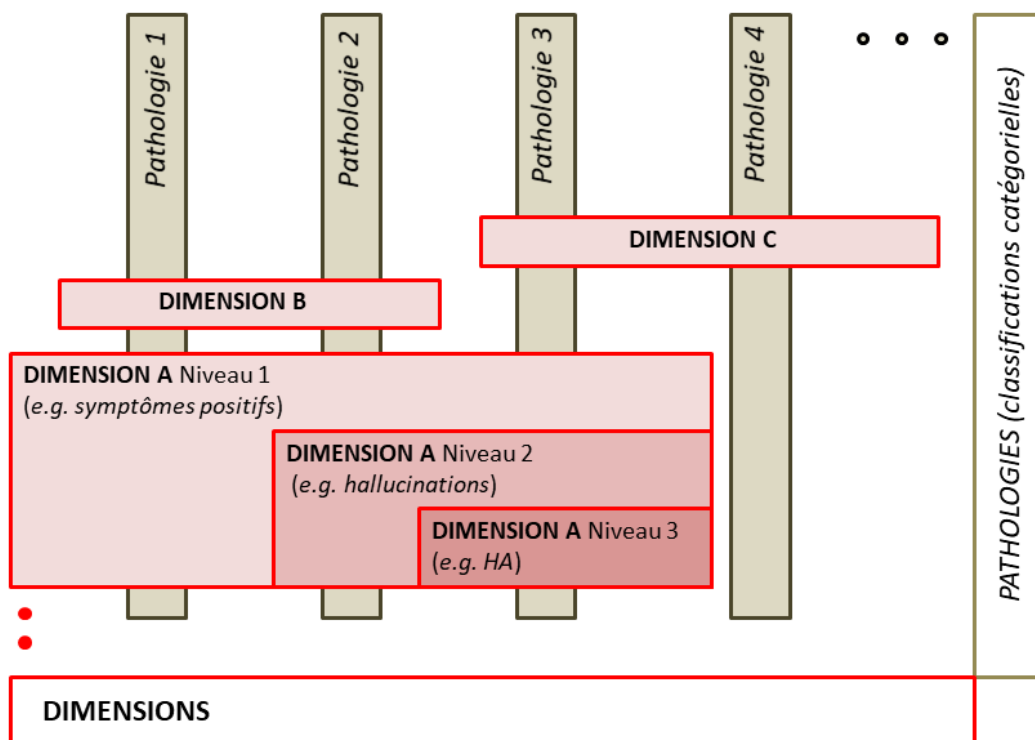 Pathologie 1
Pathologie 2
Pathologie 3
Pathologie 4
PATHOLOGIES (classifications catégorielles)
DIMENSION C
DIMENSION B
DIMENSION A Niveau 1
(e.g. symptômes positifs)
DIMENSION A Niveau 2
(e.g. hallucinations)
DIMENSION A Niveau 3
(e.g. HA)
DIMENSIONS